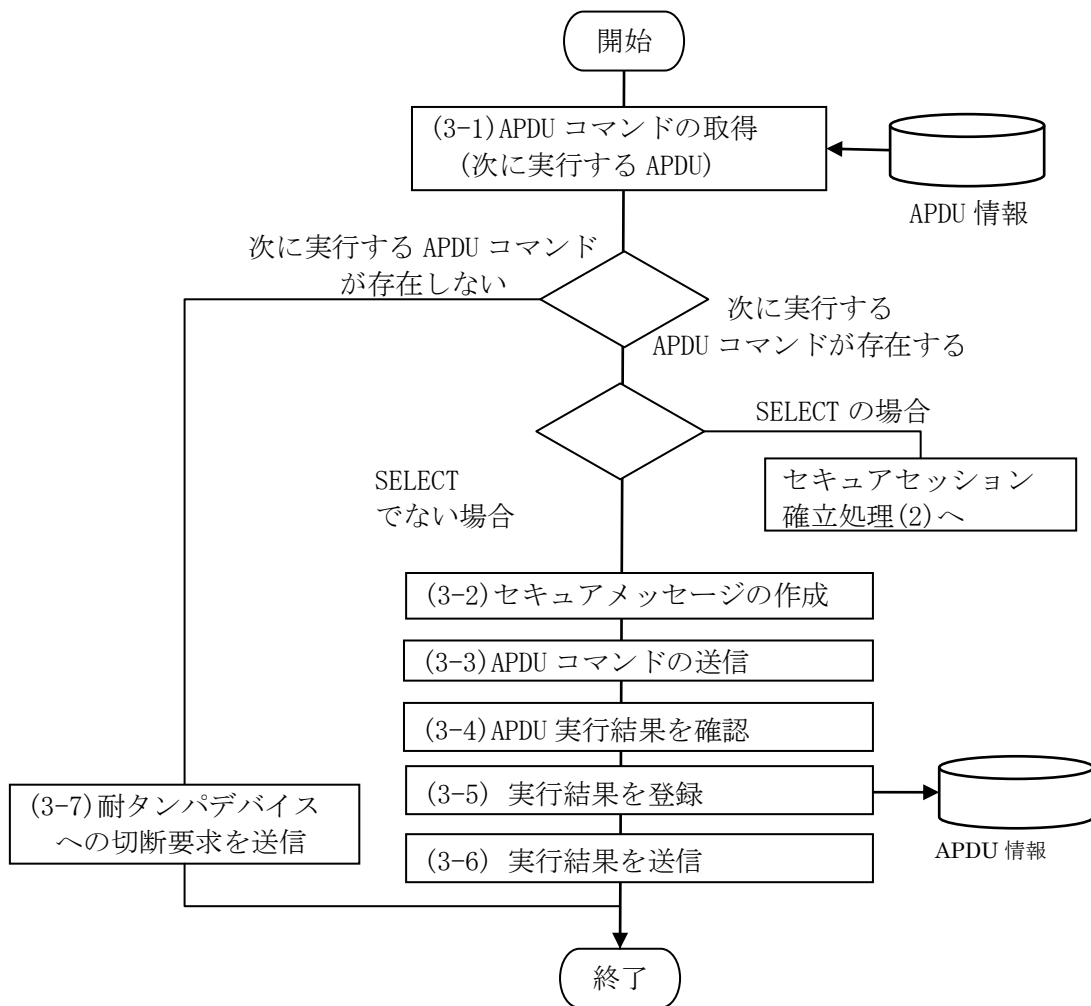 開始
(3-1)APDU コマンドの取得
(次に実行する APDU)
APDU 情報
次に実行する APDU コマンド
が存在しない
次に実行する
APDU コマンドが存在する
SELECT の場合
セキュアセッション
確立処理(2)へ
SELECT
でない場合
(3-2)セキュアメッセージの作成
(3-3)APDU コマンドの送信
(3-4)APDU 実行結果を確認
(3-5) 実行結果を登録
APDU 情報
(3-7)耐タンパデバイス
への切断要求を送信
(3-6) 実行結果を送信
終了